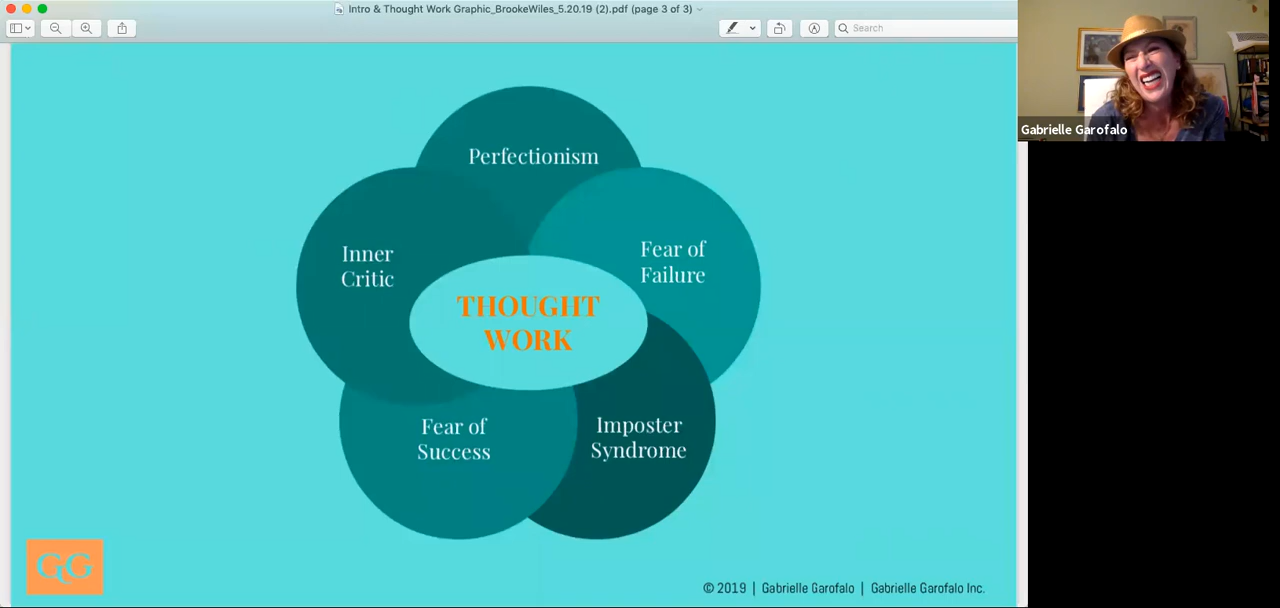 Intro & Thought Work Graphic_BrookeWiles_5.20.19 (2).pdf (page 3 of 3)
Search
Gabrielle Garofalo
Perfectionism
Inner
Critic
Fear of
Failure
THOUGHT
WORK
Fear of
Success
Imposter
Syndrome
GG
© 2019 | Gabrielle Garofalo | Gabrielle Garofalo Inc.